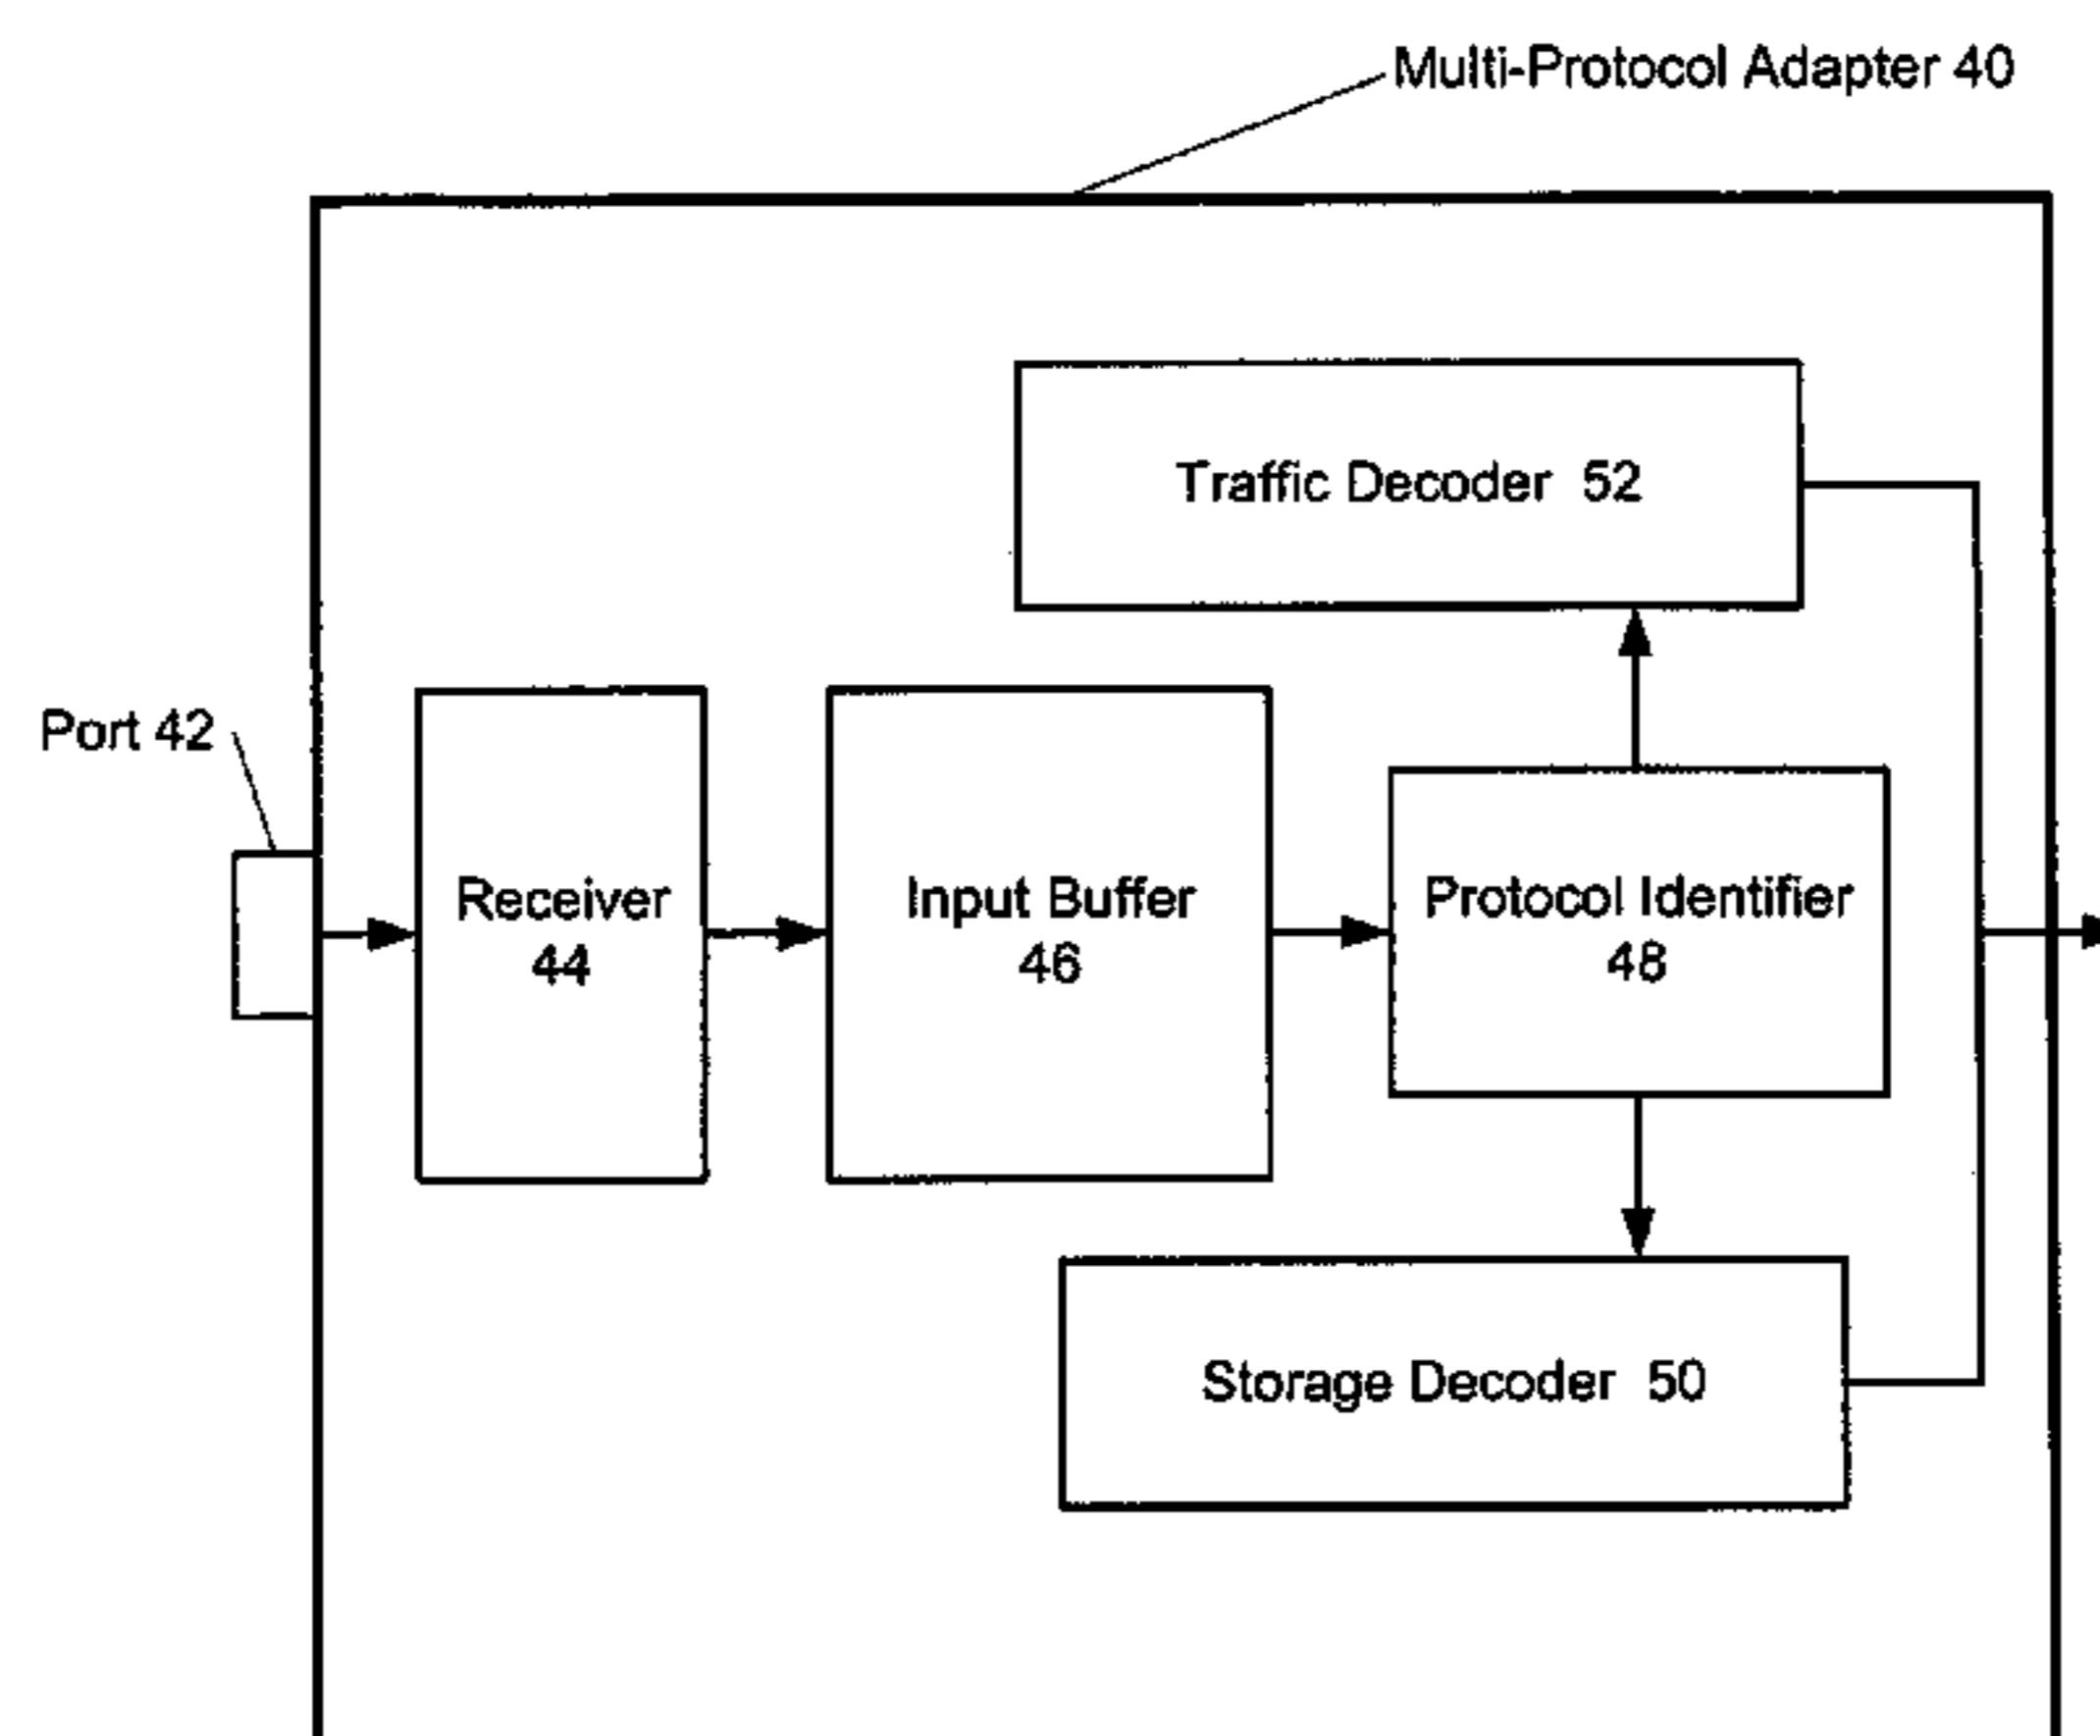 Multi-Protocol Adapter 40
Traffic Decoder 52
Port 42
Receiver
44
Input Buffer
46
Protocol Identifier
48
Storage Decoder 50